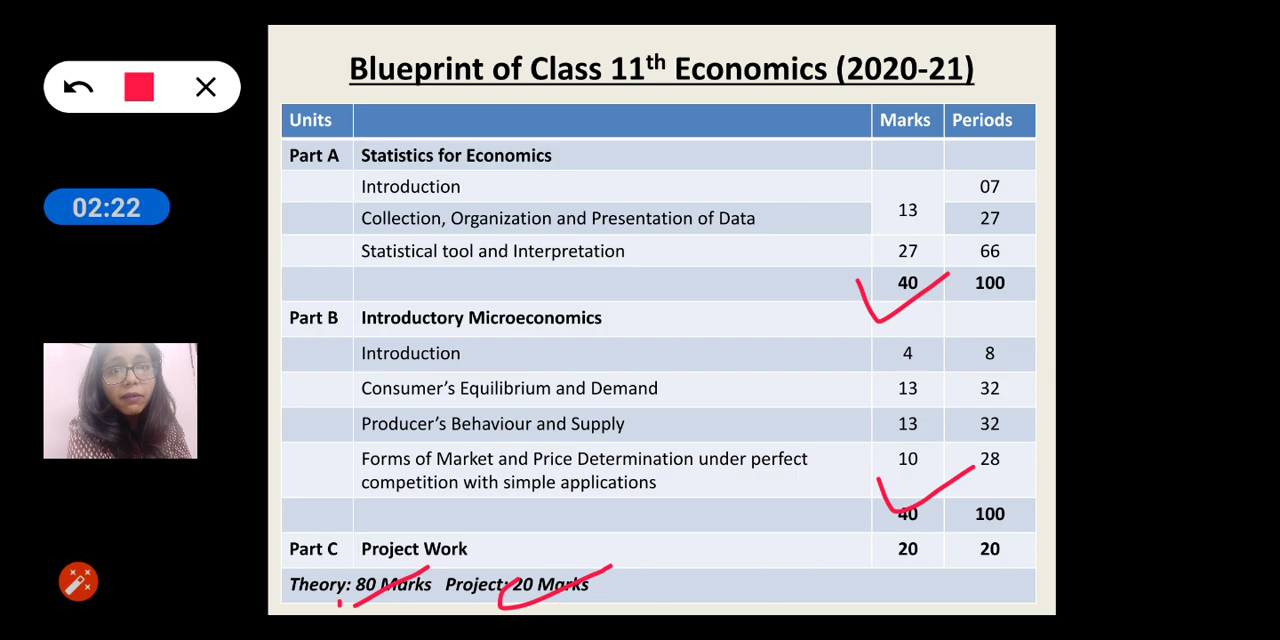 Blueprint of Class 11th Economics (2020-21)
Units Marks Periods
Part A Statistics for Economics
Introduction 07
13
Collection, Organization and Presentation of Data 27
02:22
Statistical tool and Interpretation 27 66
40 100
Part B Introductory Microeconomics
Introduction 4 8
Consumer's Equilibrium and Demand 13 32
Producer's Behaviour and Supply 13 32
Forms of Market and Price Determination under perfect 10 28
competition with simple applications
40 100
Part C Project Work 20 20
Theory: 80 Marks Project: 20 Marks